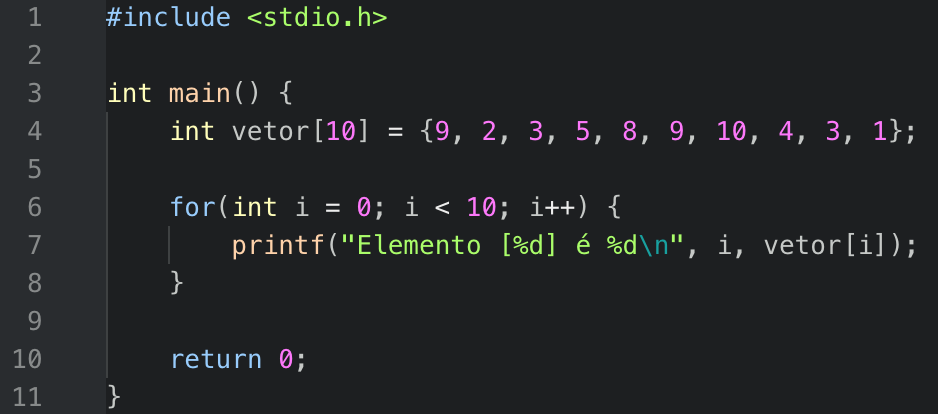 1 #include <stdio.h>
2
3 int main() {
4     int vetor[10] = {9, 2, 3, 5, 8, 9, 10, 4, 3, 1};
5
6     for(int i = 0; i < 10; i++) {
7         printf("Elemento [%d] é %d\n", i, vetor[i]);
8     }
9
10     return 0;
11 }